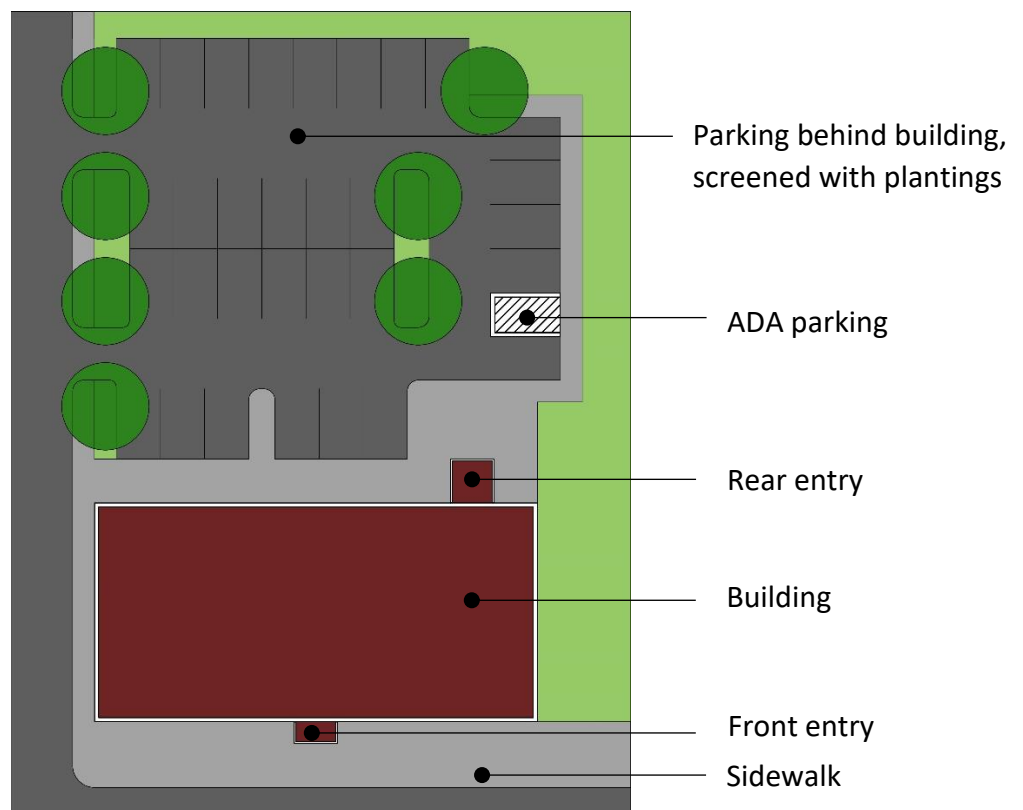 Parking behind building,
screened with plantings
ADA parking
Rear entry
Building
Front entry
Sidewalk